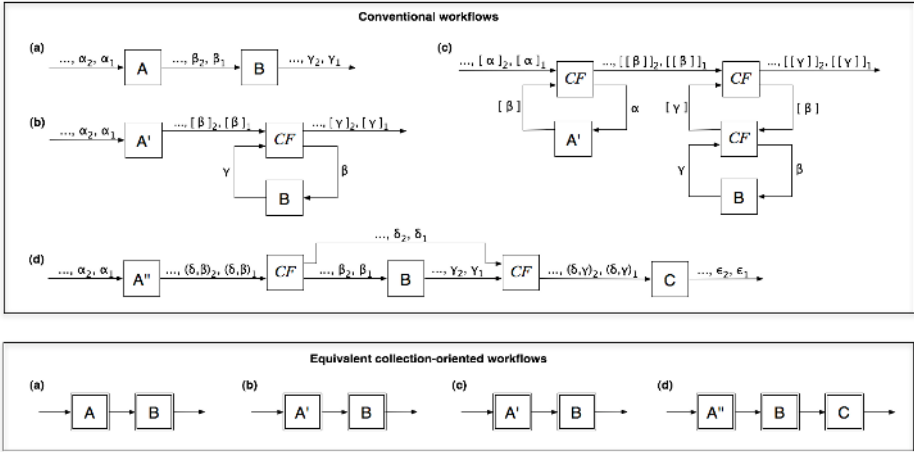 Conventional workflows
(a)
..., α₂, α₁
A
..., β₂, β₁
B
..., γ₂, γ₁
(b)
..., α₂, α₁
A'
..., [ β ]₂, [ β ]₁
CF
..., [ γ ]₂, [ γ ]₁
γ
β
B
(c)
..., [ α ]₂, [ α ]₁
CF
..., [[ β ]]₂, [[ β ]]₁
CF
..., [[ γ ]]₂, [[ γ ]]₁
[ β ]
α
A'
[ γ ]
[ β ]
CF
γ
β
B
(d)
..., α₂, α₁
A"
..., (δ,β)₂, (δ,β)₁
CF
..., δ₂, δ₁
..., β₂, β₁
B
..., γ₂, γ₁
CF
..., (δ,γ)₂, (δ,γ)₁
C
..., ε₂, ε₁
Equivalent collection-oriented workflows
(a)
A
B
(b)
A'
B
(c)
A'
B
(d)
A"
B
C